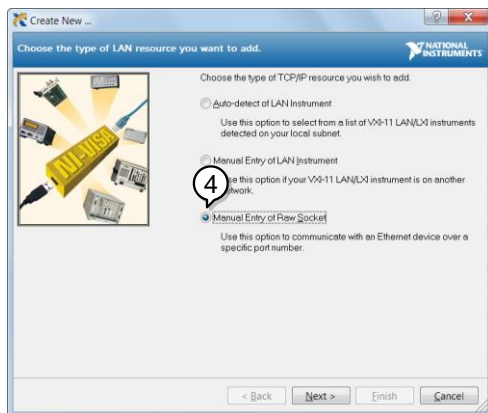 Create New ...
Choose the type of LAN resource you want to add.
NATIONAL
INSTRUMENTS
Choose the type of TCP/IP resource you wish to add.
Auto-detect of LAN Instrument
Use this option to select from a list of VXI-11 LAN/LXI instruments
detected on your local subnet.
Manual Entry of LAN Instrument
this option if your VXI-11 LAN/LXI instrument is on another
4
Manual Entry of Raw Socket
Use this option to communicate with an Ethernet device over a
specific port number.
NI-VISA
< Back
Next >
Finish
Cancel